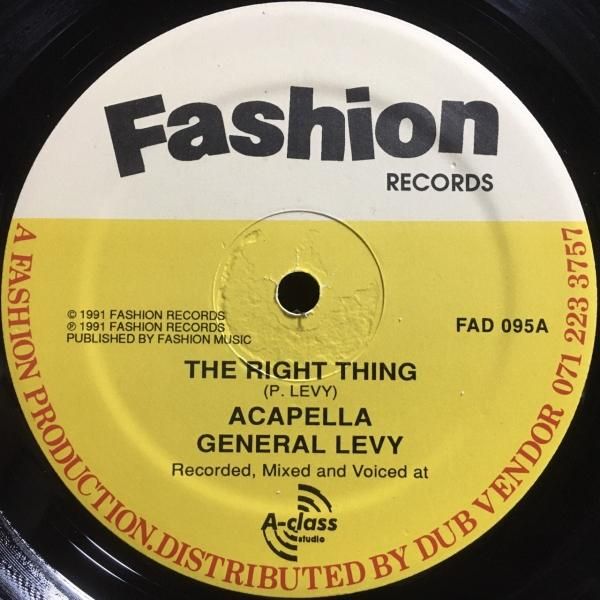 Fashion
RECORDS
© 1991 FASHION RECORDS
℗ 1991 FASHION RECORDS
PUBLISHED BY FASHION MUSIC
FAD 095A
THE RIGHT THING
(P. LEVY)
ACAPELLA
GENERAL LEVY
Recorded, Mixed and Voiced at
A-class
studio
A FASHION PRODUCTION.DISTRIBUTED BY DUB VENDOR 071 223 3757